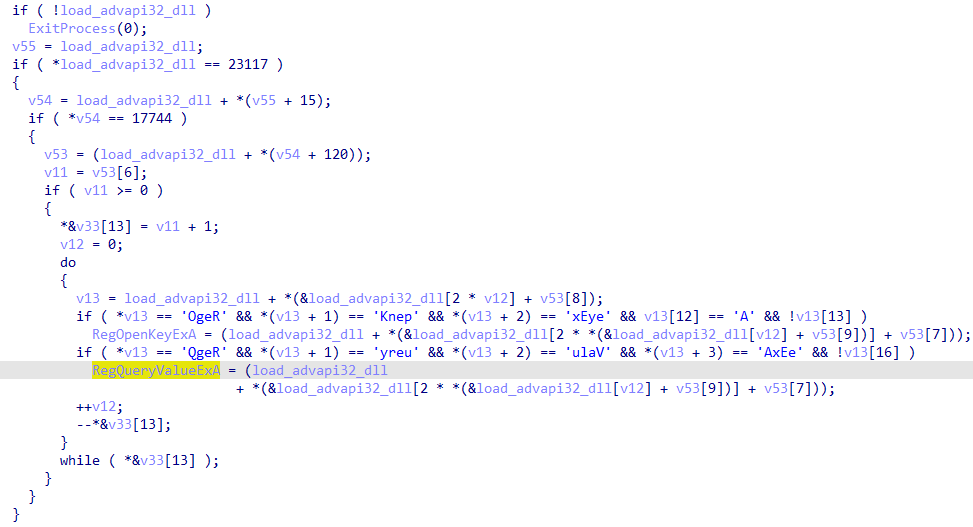 if ( !load_advapi32_dll )
  ExitProcess(0);
v55 = load_advapi32_dll;
if ( *load_advapi32_dll == 23117 )
{
  v54 = load_advapi32_dll + *(v55 + 15);
  if ( *v54 == 17744 )
  {
    v53 = (load_advapi32_dll + *(v54 + 120));
    v11 = v53[6];
    if ( v11 >= 0 )
    {
      *&v33[13] = v11 + 1;
      v12 = 0;
      do
      {
        v13 = load_advapi32_dll + *(&load_advapi32_dll[2 * v12] + v53[8]);
        if ( *v13 == 'OgeR' && *(v13 + 1) == 'Knep' && *(v13 + 2) == 'xEye' && v13[12] == 'A' && !v13[13] )
          RegOpenKeyExA = (load_advapi32_dll + *(&load_advapi32_dll[2 * *(&load_advapi32_dll[v12] + v53[9])] + v53[7]));
        if ( *v13 == 'QgeR' && *(v13 + 1) == 'yreu' && *(v13 + 2) == 'ulaV' && *(v13 + 3) == 'AxEe' && !v13[16] )
          RegQueryValueExA = (load_advapi32_dll
                            + *(&load_advapi32_dll[2 * *(&load_advapi32_dll[v12] + v53[9])] + v53[7]));
        ++v12;
        --*&v33[13];
      }
      while ( *&v33[13] );
    }
  }
}